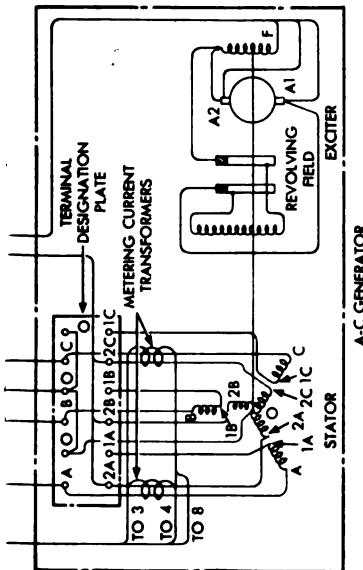 TERMINAL
DESIGNATION
PLATE
METERING CURRENT
TRANSFORMERS
A O B O C
2A 1A 2B 1B 2C 1C
TO 3
TO 4
TO 8
A
1A
2A
O
B
1B
2B
C
2C
1C
STATOR
REVOLVING
FIELD
EXCITER
A2
A1
F
A-C GENERATOR